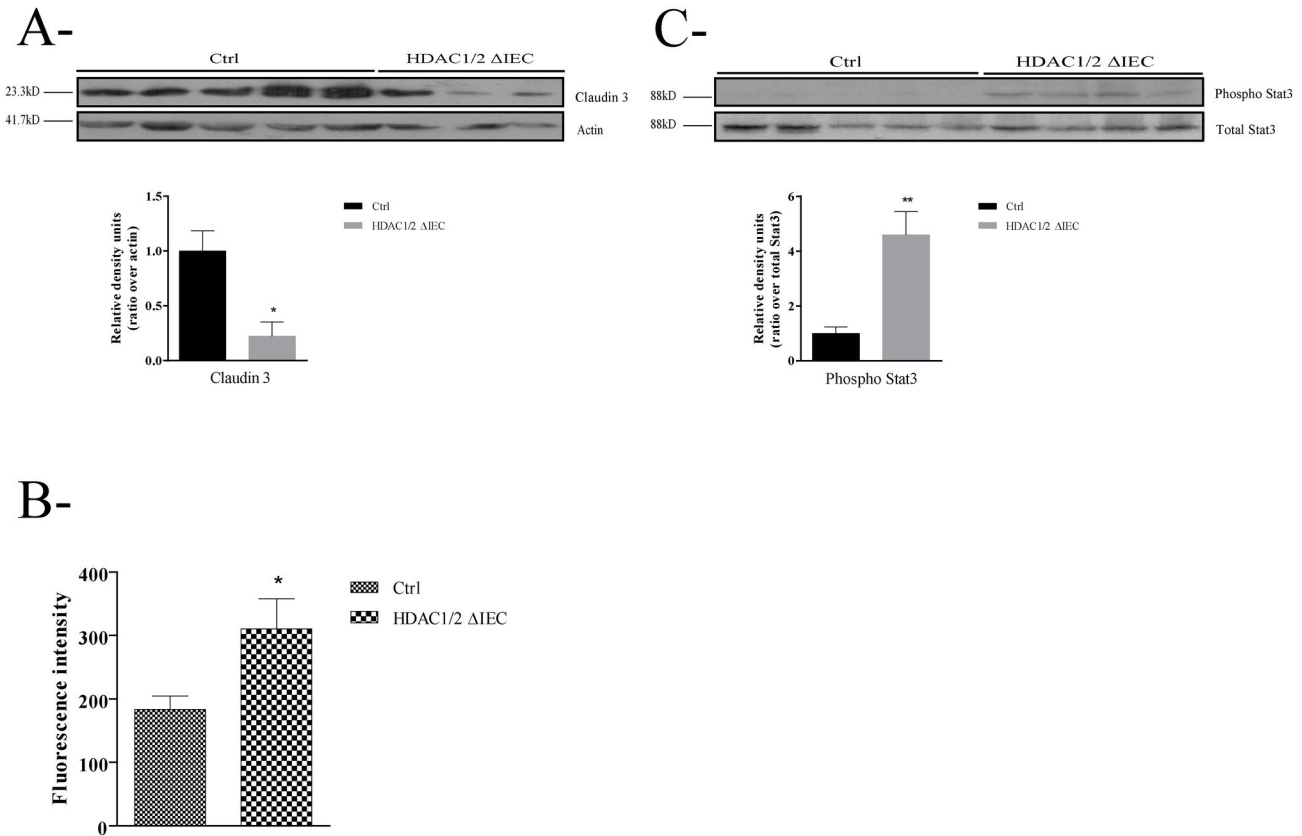 A-
Ctrl HDAC1/2 ΔIEC
23.3kD Claudin 3
41.7kD Actin
1.5
1.0
0.5
0.0
Relative density units
(ratio over actin)
*
Claudin 3
Ctrl
HDAC1/2 ΔIEC
C-
Ctrl HDAC1/2 ΔIEC
88kD Phospho Stat3
88kD Total Stat3
6
4
2
0
Relative density units
(ratio over total Stat3)
**
Phospho Stat3
Ctrl
HDAC1/2 ΔIEC
B-
400
300
200
100
0
Fluorescence intensity
*
Ctrl
HDAC1/2 ΔIEC